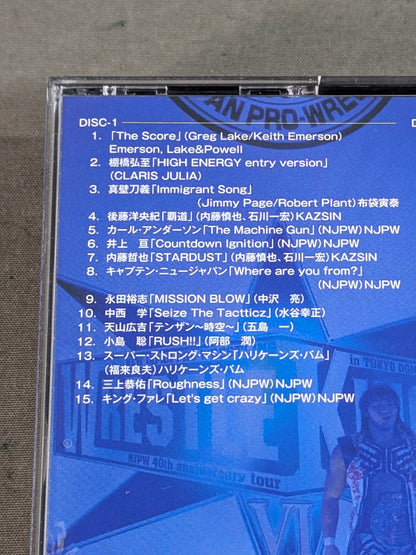 AN PRO-WRE
DISC-1
1. 「The Score」(Greg Lake/Keith Emerson)
Emerson, Lake&Powell
2. 棚橋弘至「HIGH ENERGY entry version」
(CLARIS JULIA)
3. 真壁刀義「Immigrant Song」
(Jimmy Page/Robert Plant)布袋寅泰
4. 後藤洋央紀「覇道」(内藤慎也、石川一宏)KAZSIN
5. カール・アンダーソン「The Machine Gun」(NJPW)NJPW
6. 井上 亘「Countdown Ignition」(NJPW)NJPW
7. 内藤哲也「STARDUST」(内藤慎也、石川一宏)KAZSIN
8. キャプテン・ニュージャパン「Where are you from?」
(NJPW)NJPW
9. 永田裕志「MISSION BLOW」(中沢 亮)
10. 中西 学「Seize The Tactticz」(水谷幸正)
11. 天山広吉「テンザン〜時空〜」(五島 一)
12. 小島 聡「RUSH!!」(阿部 潤)
13. スーパー・ストロング・マシン「ハリケーンズ・バム」
(福来良夫)ハリケーンズ・バム
14. 三上恭佑「Roughness」(NJPW)NJPW
15. キング・ファレ「Let's get crazy」(NJPW)NJPW
in TOKYO DO
WRESTLE KI
NJPW 40th anniversary tour
VI